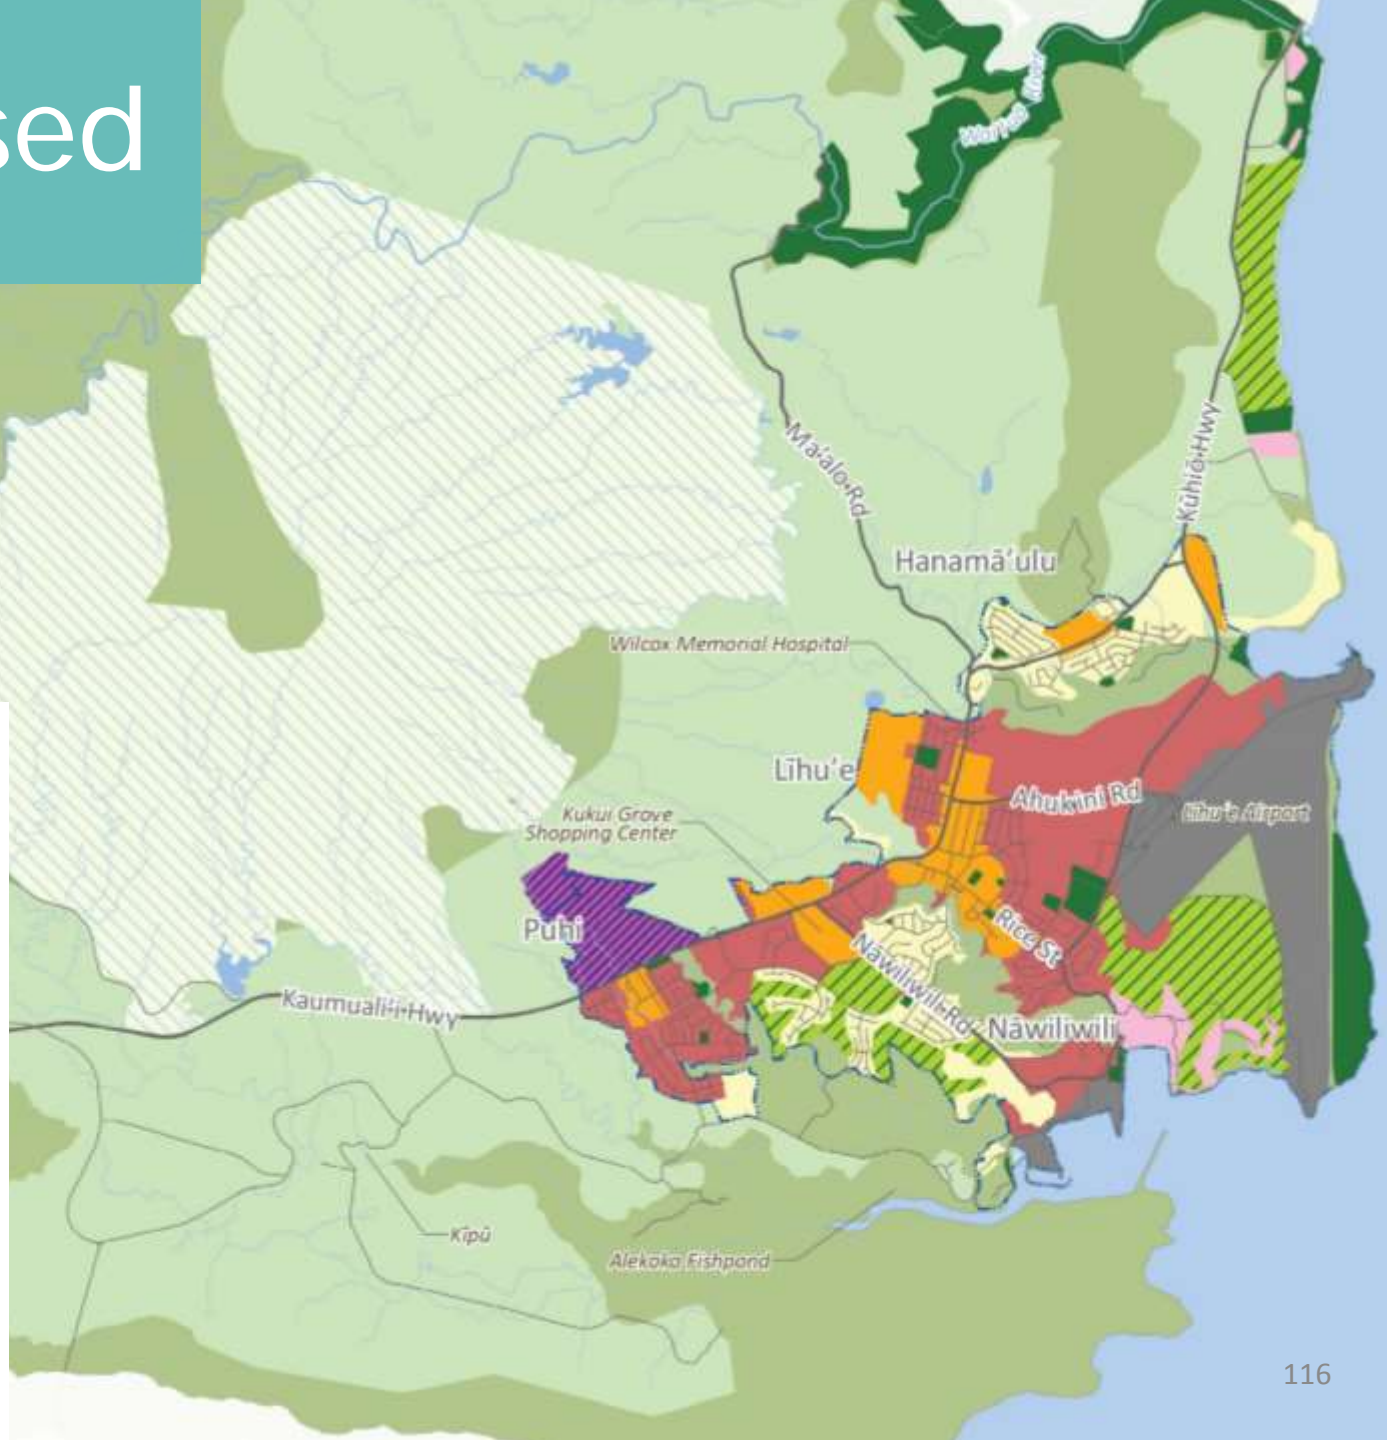 sed
Wailua River
Ma‘alo Rd
Kūhiō Hwy
Hanamā‘ulu
Wilcox Memorial Hospital
Līhu‘e
Ahukini Rd
Kukui Grove
Shopping Center
Līhu‘e Airport
Puhi
Rice St
Nāwiliwili Rd
Kaumuali‘i Hwy
Nāwiliwili
Kīpū
Alekoko Fishpond
116